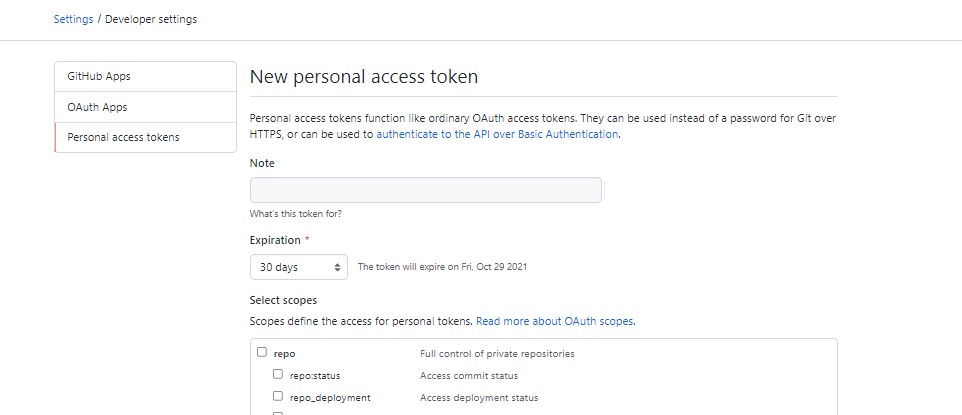 Settings / Developer settings
GitHub Apps
OAuth Apps
Personal access tokens
New personal access token
Personal access tokens function like ordinary OAuth access tokens. They can be used instead of a password for Git over
HTTPS, or can be used to authenticate to the API over Basic Authentication.
Note
What's this token for?
Expiration *
30 days The token will expire on Fri, Oct 29 2021
Select scopes
Scopes define the access for personal tokens. Read more about OAuth scopes.
repo Full control of private repositories
repo:status Access commit status
repo_deployment Access deployment status